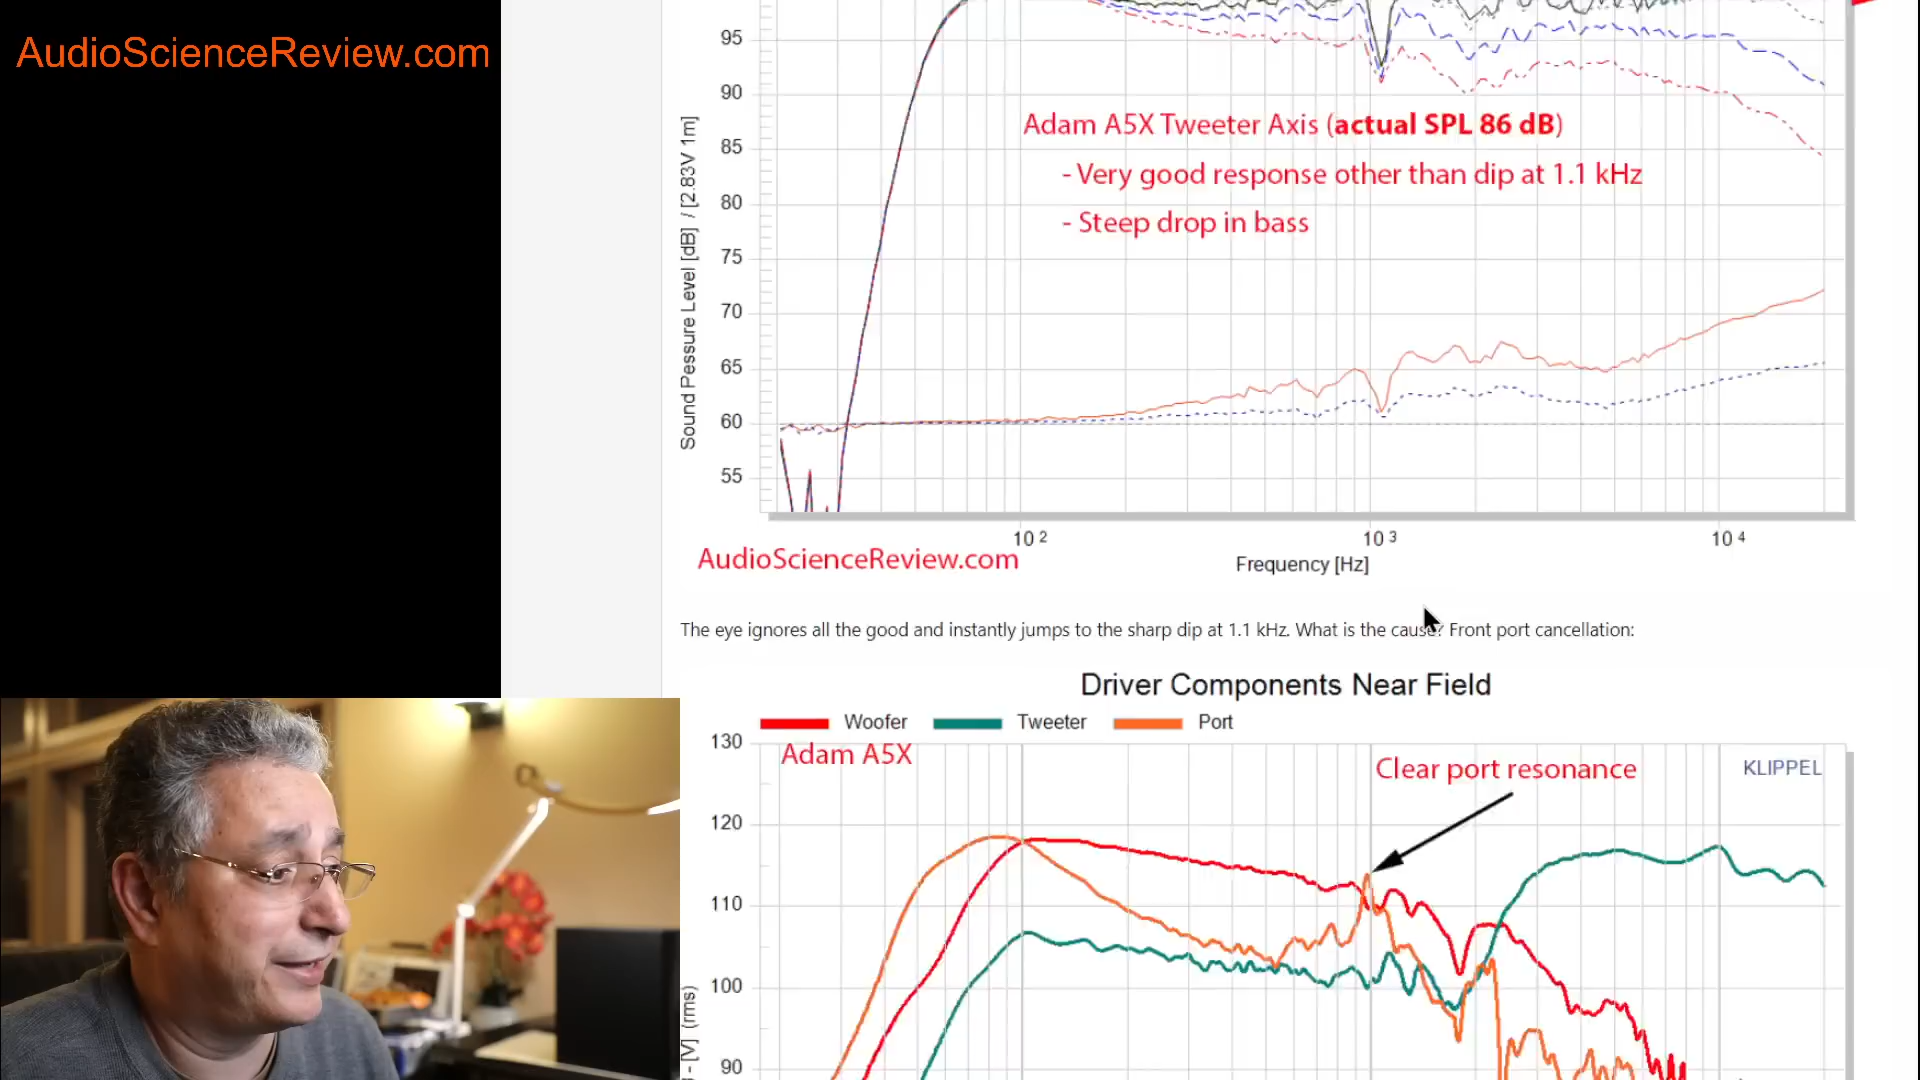 AudioScienceReview.com
95
90
Adam A5X Tweeter Axis (actual SPL 86 dB)
85
- Very good response other than dip at 1.1 kHz
80
- Steep drop in bass
75
70
65
60
55
Sound Pessure Level [dB] / [2.83V 1m]
10 2
10 3
10 4
AudioScienceReview.com
Frequency [Hz]
The eye ignores all the good and instantly jumps to the sharp dip at 1.1 kHz. What is the cause? Front port cancellation:
Driver Components Near Field
Woofer
Tweeter
Port
130
Adam A5X
Clear port resonance
KLIPPEL
120
110
100
90
- [V] (rms)